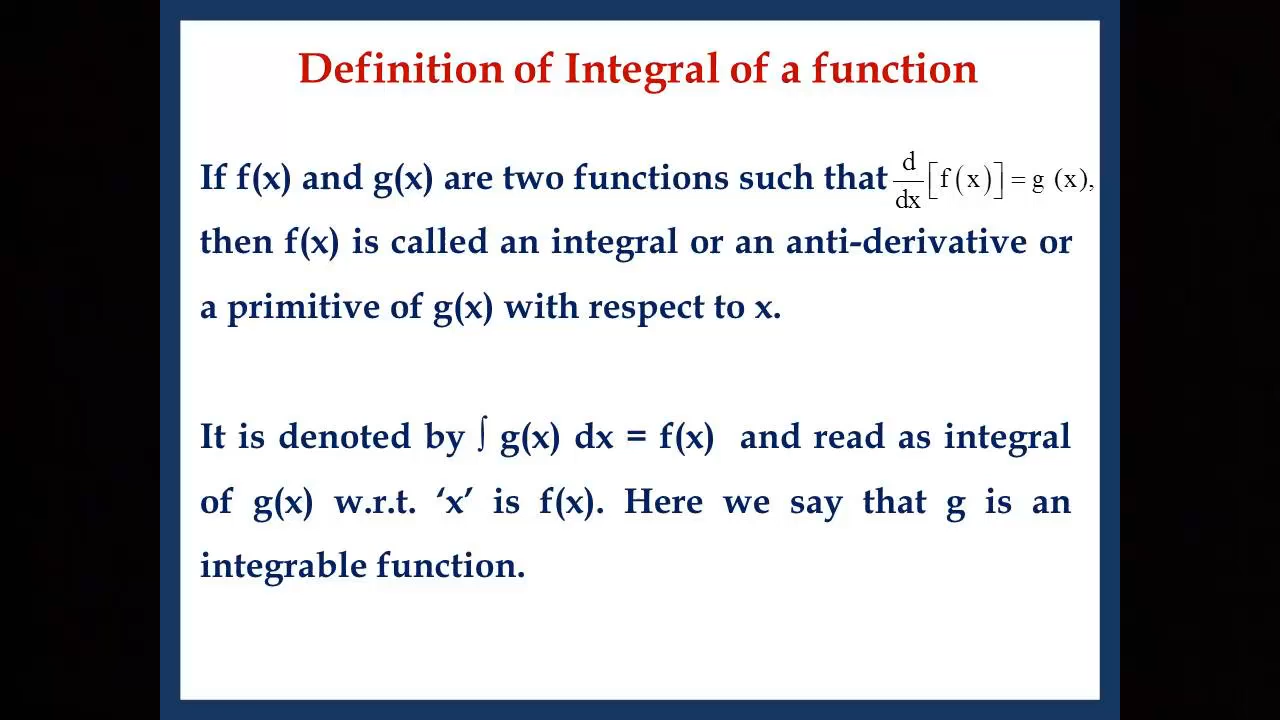 Definition of Integral of a function
If f(x) and g(x) are two functions such that d/dx [f(x)] = g (x),
then f(x) is called an integral or an anti-derivative or
a primitive of g(x) with respect to x.
It is denoted by ∫ g(x) dx = f(x) and read as integral
of g(x) w.r.t. ‘x’ is f(x). Here we say that g is an
integrable function.